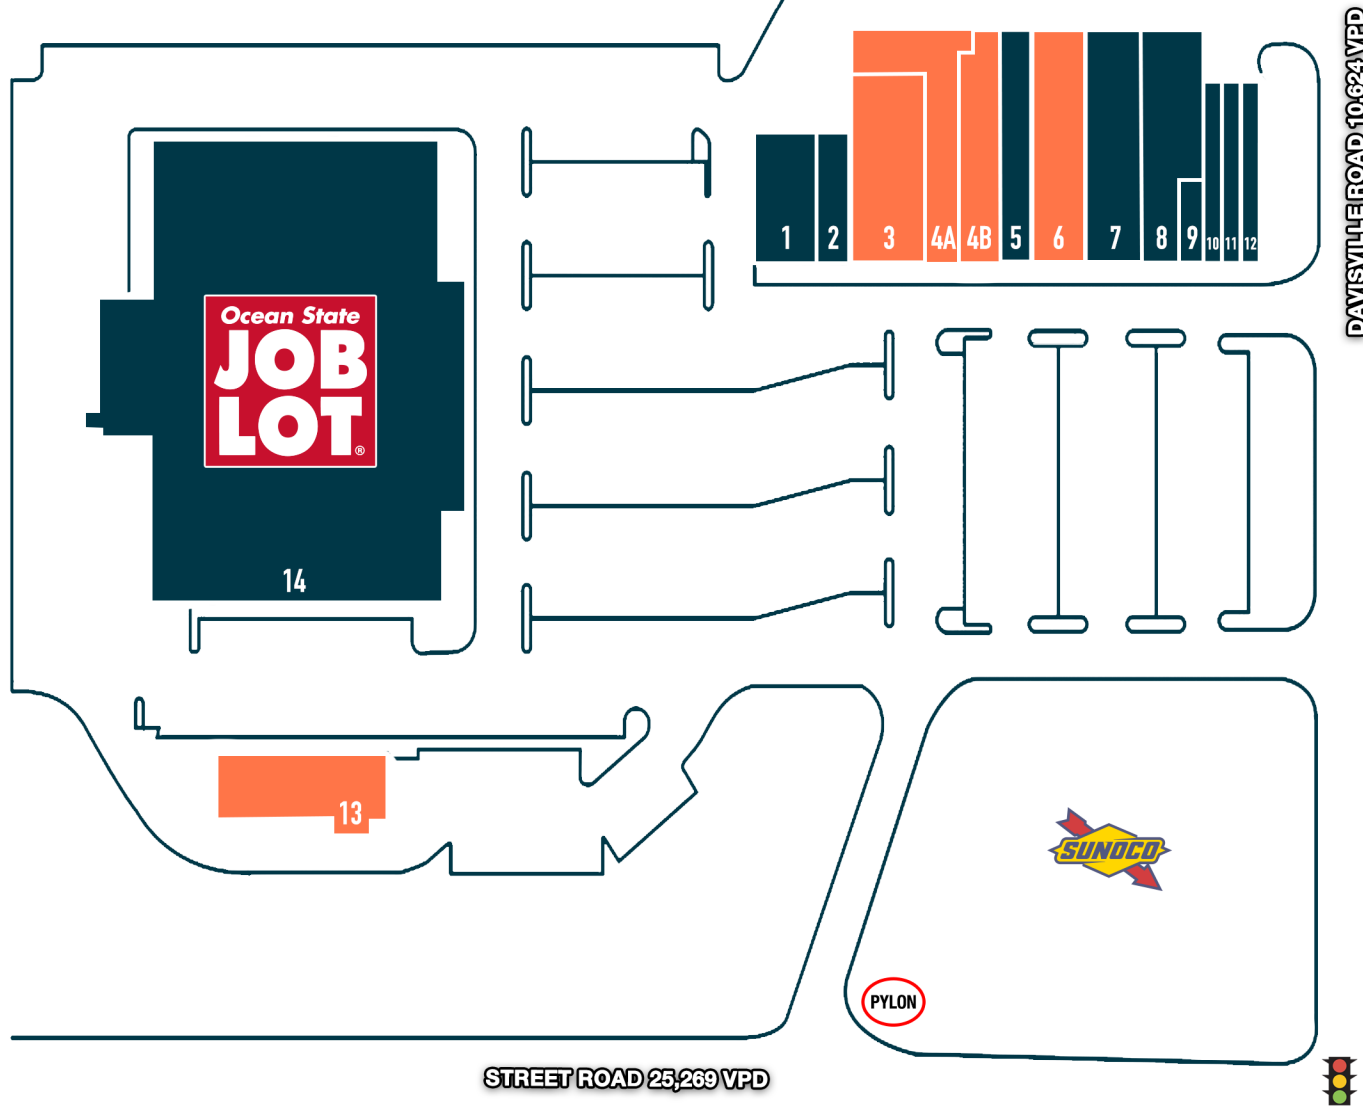 DAVISVILLE ROAD 10,624 VPD
1 2 3 4A 4B 5 6 7 8 9 10 11 12
Ocean State
JOB
LOT®
14
13
SUNOCO
PYLON
STREET ROAD 25,269 VPD